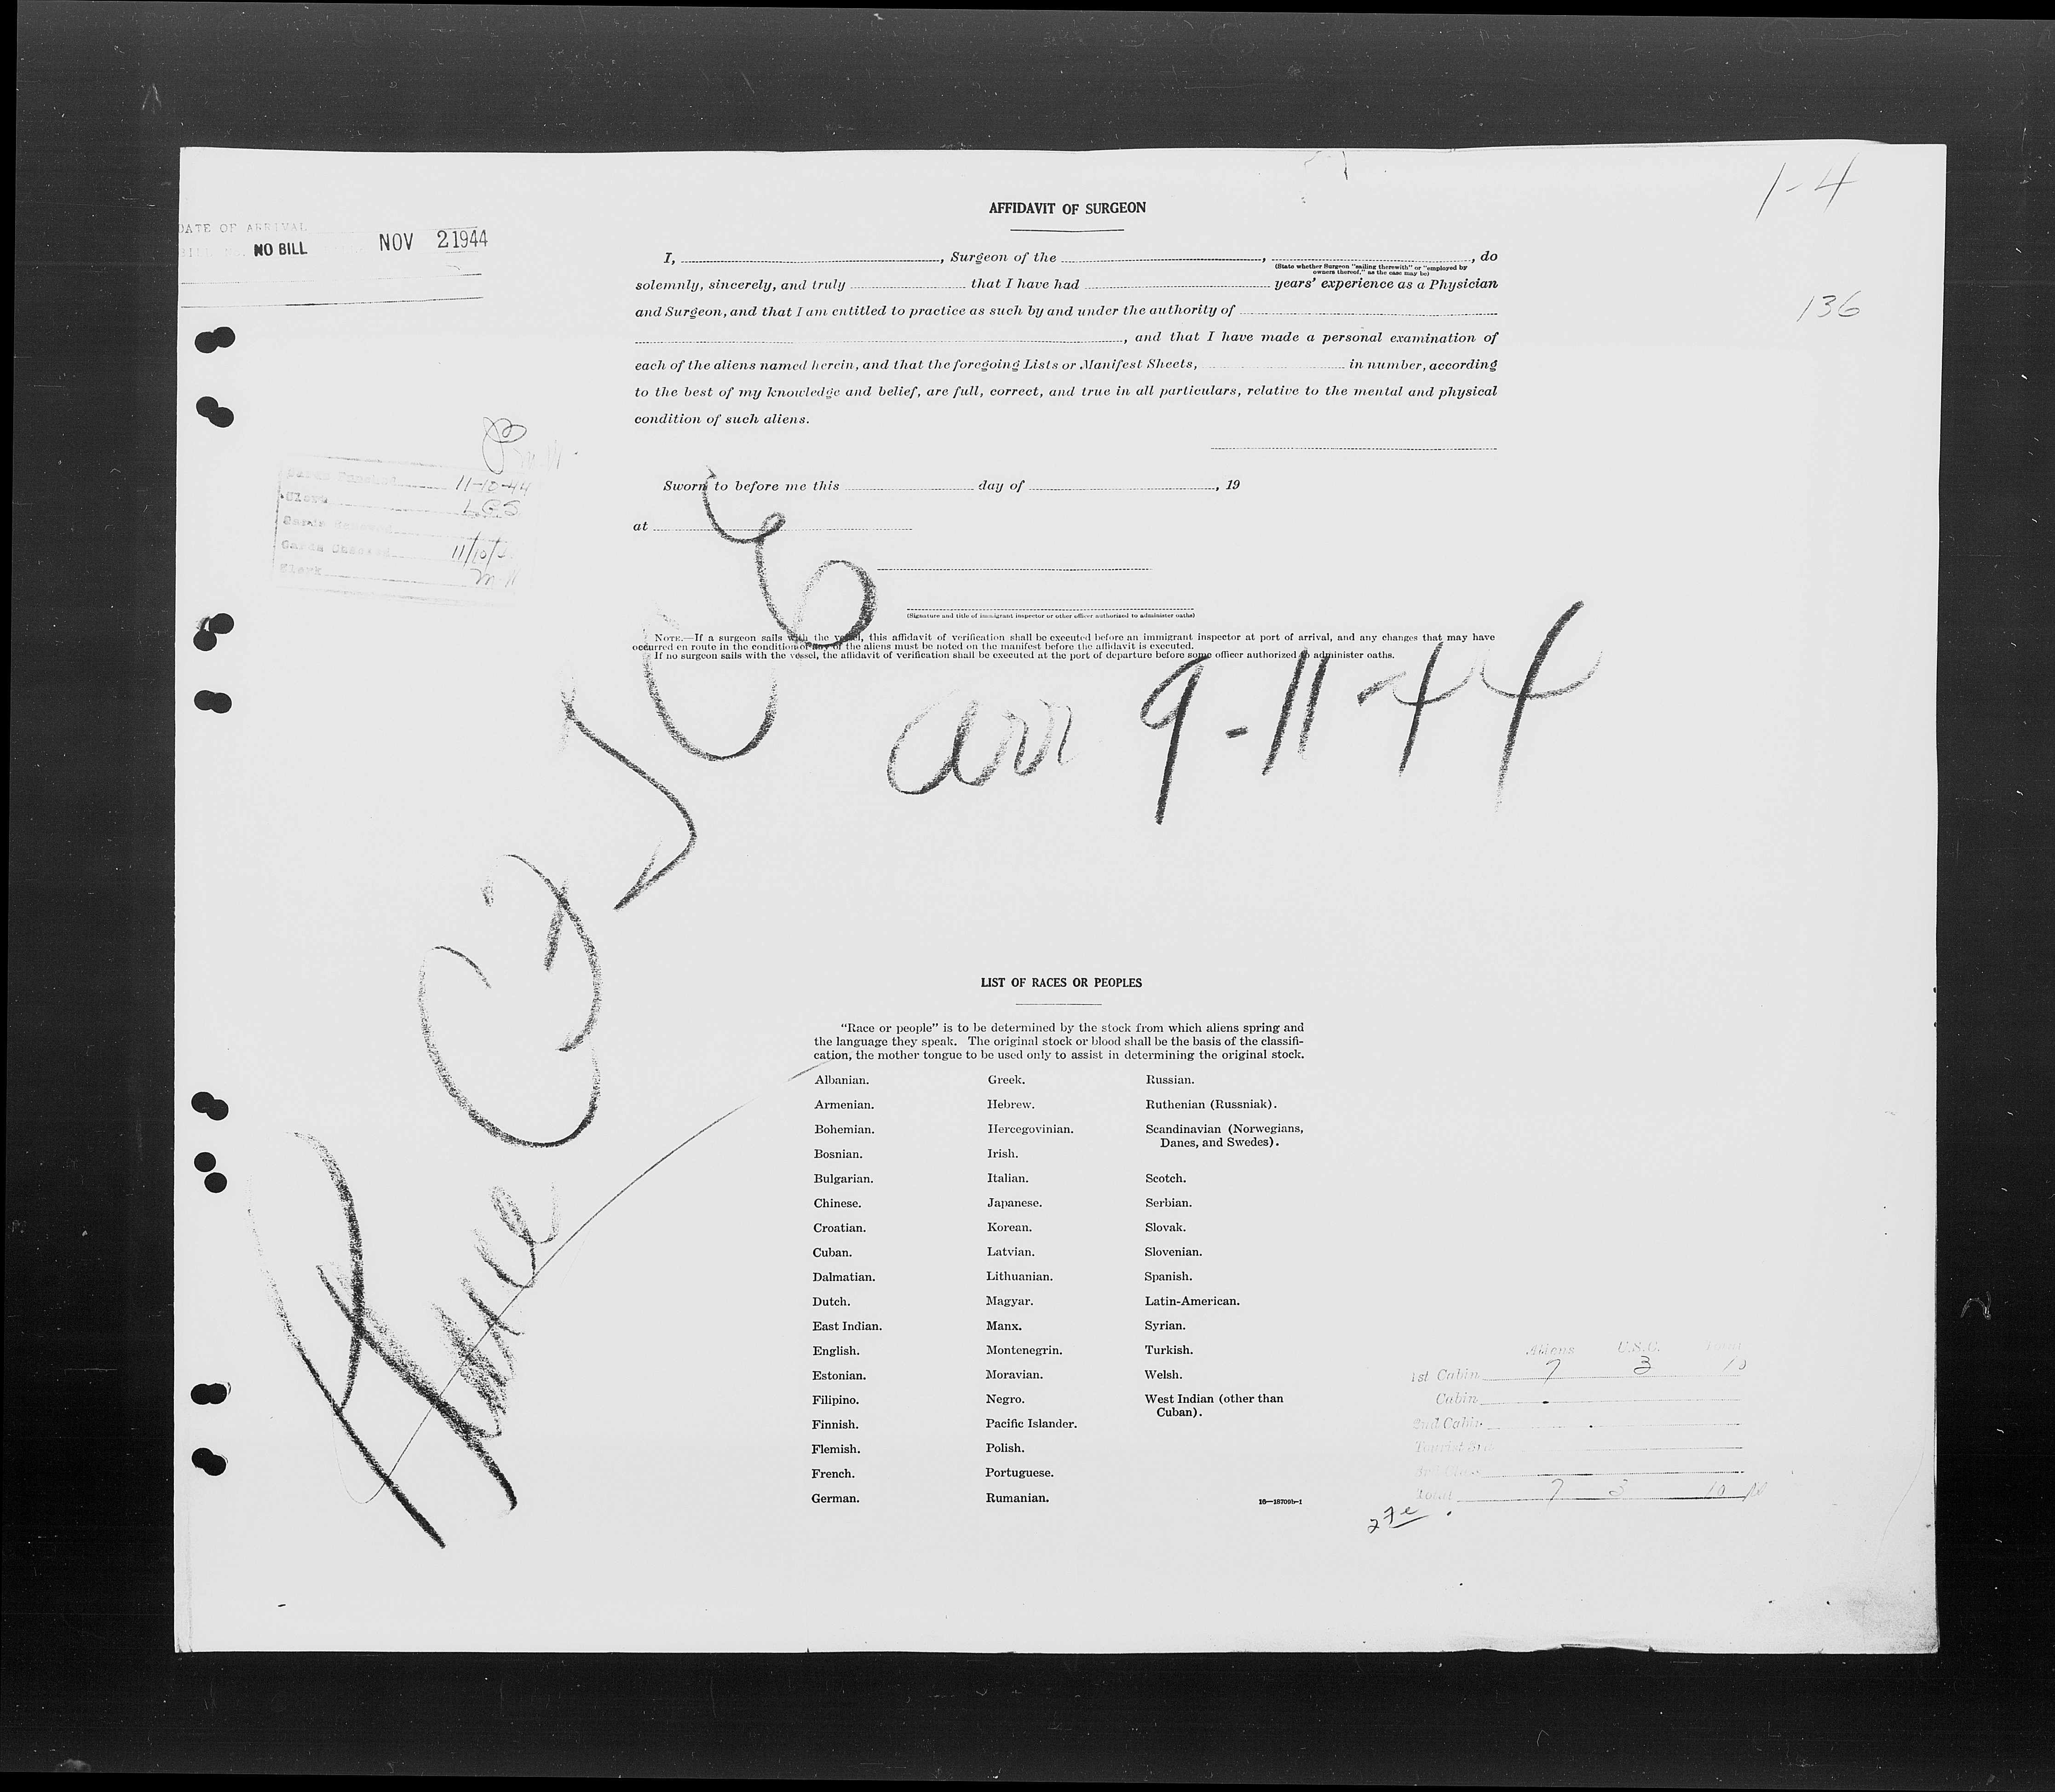 1-4
AFFIDAVIT OF SURGEON
DATE OF ARRIVAL
NO BILL NOV 2 1944
I, , Surgeon of the , , do
(State whether Surgeon "sailing therewith" or "employed by
owners thereof," as the case may be)
solemnly, sincerely, and truly that I have had years' experience as a Physician
136
and Surgeon, and that I am entitled to practice as such by and under the authority of
, and that I have made a personal examination of
each of the aliens named herein, and that the foregoing Lists or Manifest Sheets, in number, according
to the best of my knowledge and belief, are full, correct, and true in all particulars, relative to the mental and physical
condition of such aliens.
11-10-44
Clerk L.G.S
Clerk
Sworn to before me this day of , 19
at
(Signature and title of immigrant inspector or other officer authorized to administer oaths)
NOTE.—If a surgeon sails with the vessel, this affidavit of verification shall be executed before an immigrant inspector at port of arrival, and any changes that may have
occurred en route in the condition of any of the aliens must be noted on the manifest before the affidavit is executed.
If no surgeon sails with the vessel, the affidavit of verification shall be executed at the port of departure before some officer authorized to administer oaths.
arr 9-11-44
LIST OF RACES OR PEOPLES
"Race or people" is to be determined by the stock from which aliens spring and
the language they speak. The original stock or blood shall be the basis of the classifi-
cation, the mother tongue to be used only to assist in determining the original stock.
Albanian. Greek. Russian.
Armenian. Hebrew. Ruthenian (Russniak).
Bohemian. Hercegovinian. Scandinavian (Norwegians,
Danes, and Swedes).
Bosnian. Irish.
Bulgarian. Italian. Scotch.
Chinese. Japanese. Serbian.
Croatian. Korean. Slovak.
Cuban. Latvian. Slovenian.
Dalmatian. Lithuanian. Spanish.
Dutch. Magyar. Latin-American.
East Indian. Manx. Syrian.
English. Montenegrin. Turkish.
Estonian. Moravian. Welsh.
Filipino. Negro. West Indian (other than
Cuban).
Finnish. Pacific Islander.
Flemish. Polish.
French. Portuguese.
German. Rumanian.
16—18709b-1
Aliens U.S.C. Total
1st Cabin 7 3 10
Cabin
2nd Cabin
Total 7 3 10